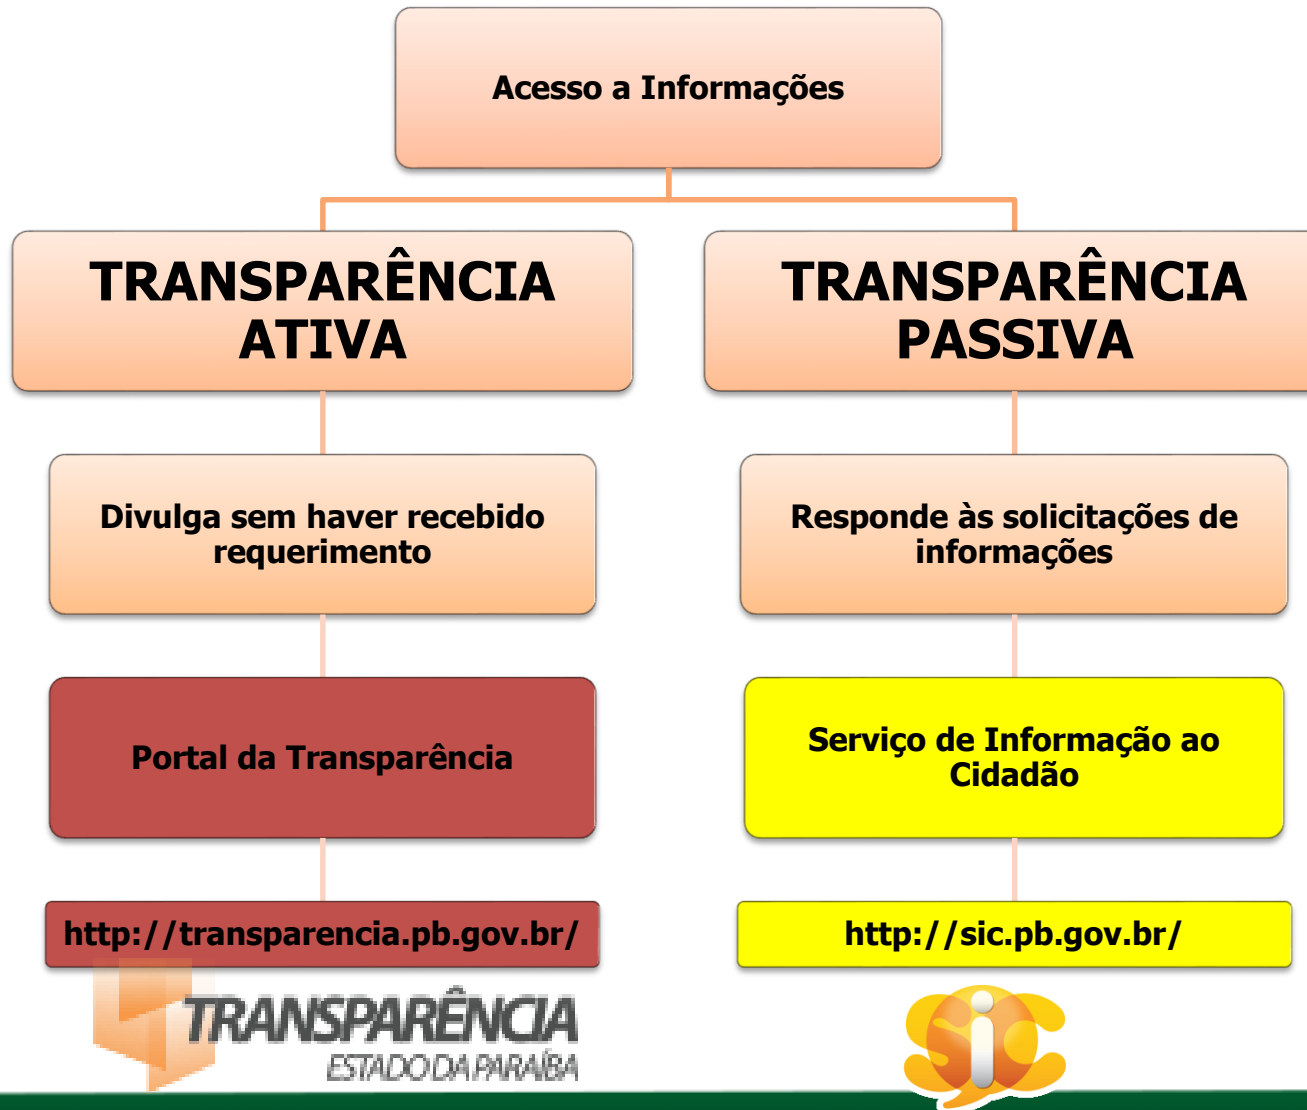 Acesso a Informações
TRANSPARÊNCIA
ATIVA
Divulga sem haver recebido
requerimento
Portal da Transparência
http://transparencia.pb.gov.br/
TRANSPARÊNCIA
ESTADO DA PARAÍBA
TRANSPARÊNCIA
PASSIVA
Responde às solicitações de
informações
Serviço de Informação ao
Cidadão
http://sic.pb.gov.br/
SiC